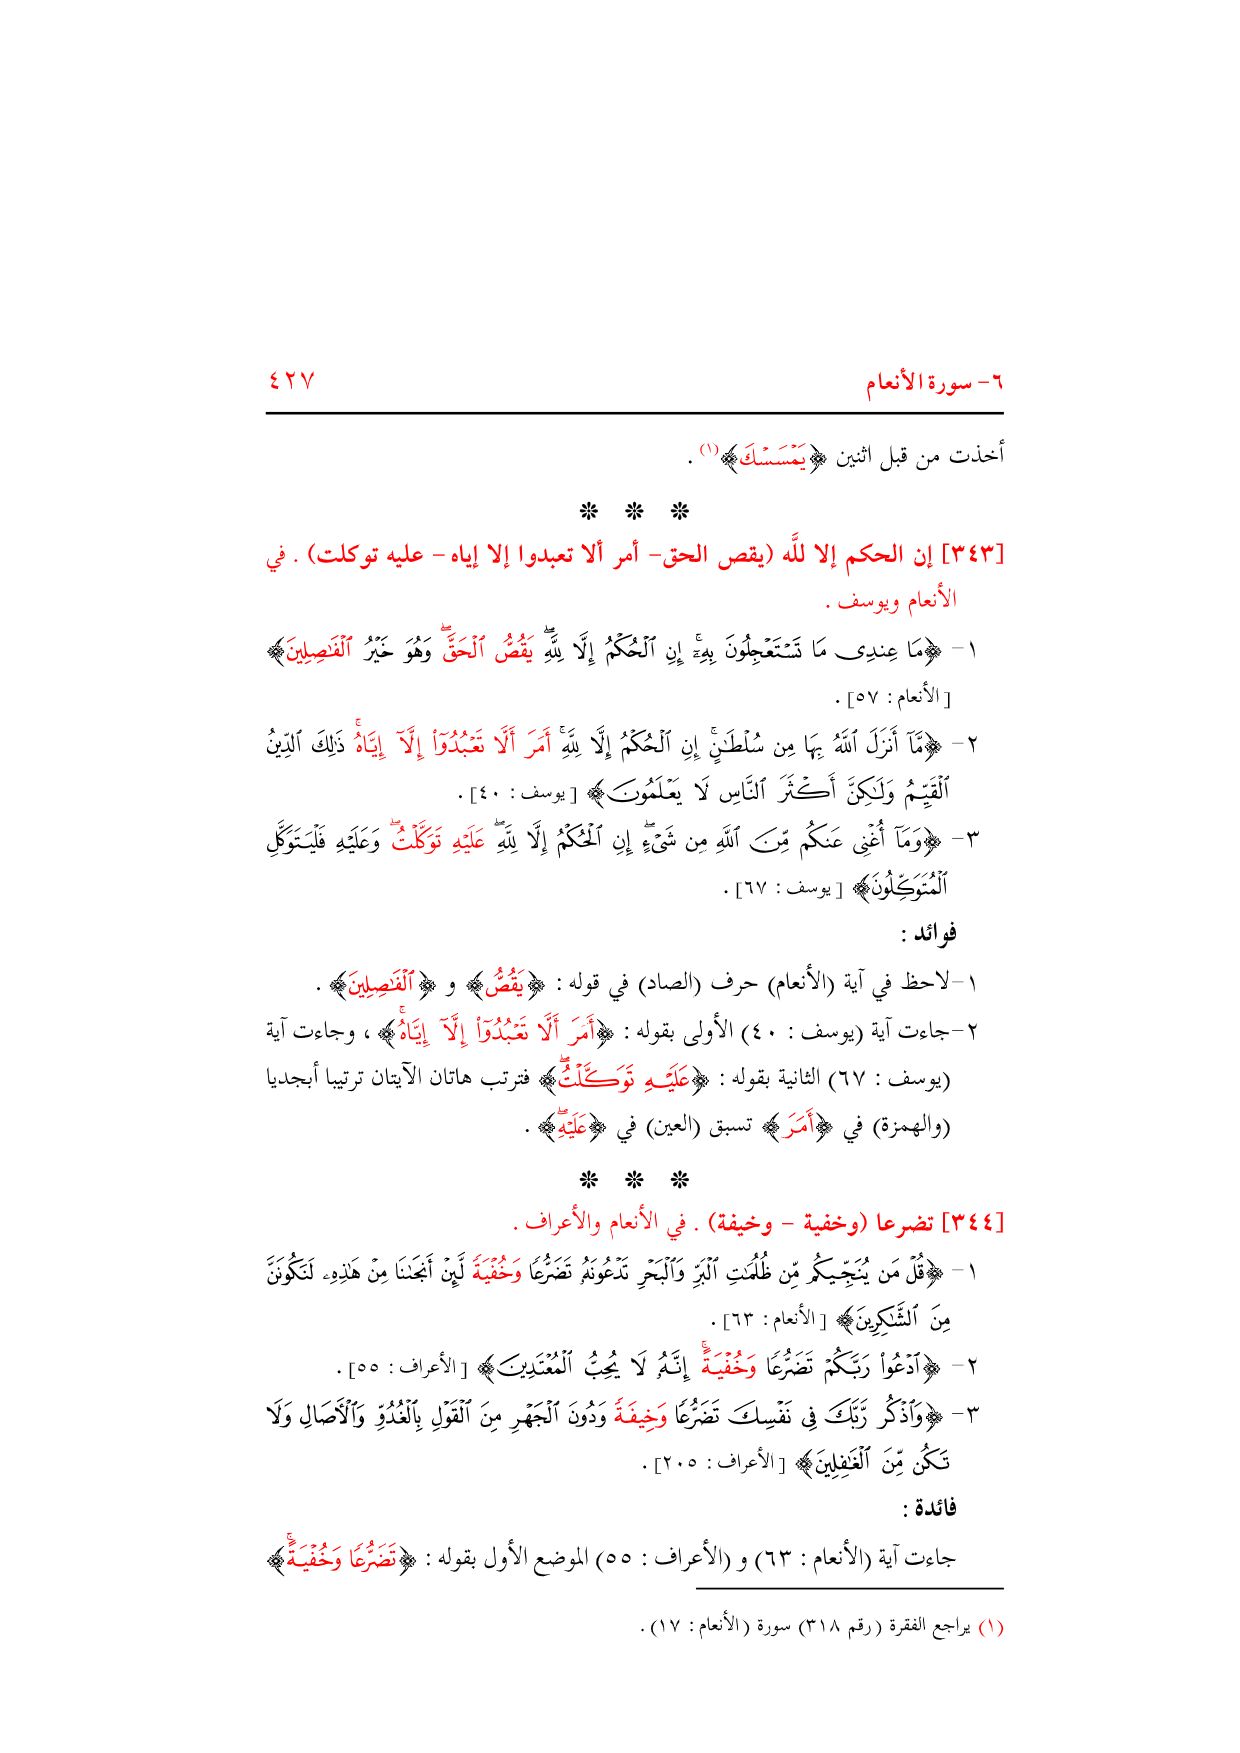 ٦- سورة الأنعام ٤٢٧
أخذت من قبل اثنين ﴿يَمْسَسْكَ﴾(١) .
❋ ❋ ❋
[٣٤٣] إن الحكم إلا للَّه (يقص الحق- أمر ألا تعبدوا إلا إياه - عليه توكلت) . في
الأنعام ويوسف .
١- ﴿مَا عِندِى مَا تَسْتَعْجِلُونَ بِهِۦٓۚ إِنِ ٱلْحُكْمُ إِلَّا لِلَّهِۖ يَقُصُّ ٱلْحَقَّۖ وَهُوَ خَيْرُ ٱلْفَٰصِلِينَ﴾
[الأنعام : ٥٧] .
٢- ﴿مَّآ أَنزَلَ ٱللَّهُ بِهَا مِن سُلْطَٰنٍۚ إِنِ ٱلْحُكْمُ إِلَّا لِلَّهِۚ أَمَرَ أَلَّا تَعْبُدُوٓا۟ إِلَّآ إِيَّاهُۚ ذَٰلِكَ ٱلدِّينُ
ٱلْقَيِّمُ وَلَٰكِنَّ أَكْثَرَ ٱلنَّاسِ لَا يَعْلَمُونَ﴾ [يوسف : ٤٠] .
٣- ﴿وَمَآ أُغْنِى عَنكُم مِّنَ ٱللَّهِ مِن شَىْءٍۖ إِنِ ٱلْحُكْمُ إِلَّا لِلَّهِۖ عَلَيْهِ تَوَكَّلْتُۖ وَعَلَيْهِ فَلْيَتَوَكَّلِ
ٱلْمُتَوَكِّلُونَ﴾ [يوسف : ٦٧] .
فوائد :
١-لاحظ في آية (الأنعام) حرف (الصاد) في قوله : ﴿يَقُصُّ﴾ و ﴿ٱلْفَٰصِلِينَ﴾ .
٢-جاءت آية (يوسف : ٤٠) الأولى بقوله : ﴿أَمَرَ أَلَّا تَعْبُدُوٓا۟ إِلَّآ إِيَّاهُۚ﴾ ، وجاءت آية
(يوسف : ٦٧) الثانية بقوله : ﴿عَلَيْهِ تَوَكَّلْتُۖ﴾ فترتب هاتان الآيتان ترتيبا أبجديا
(والهمزة) في ﴿أَمَرَ﴾ تسبق (العين) في ﴿عَلَيْهِۖ﴾ .
❋ ❋ ❋
[٣٤٤] تضرعا (وخفية - وخيفة) . في الأنعام والأعراف .
١- ﴿قُلْ مَن يُنَجِّيكُم مِّن ظُلُمَٰتِ ٱلْبَرِّ وَٱلْبَحْرِ تَدْعُونَهُۥ تَضَرُّعًا وَخُفْيَةً لَّئِنْ أَنجَىٰنَا مِنْ هَٰذِهِۦ لَنَكُونَنَّ
مِنَ ٱلشَّٰكِرِينَ﴾ [الأنعام : ٦٣] .
٢- ﴿ٱدْعُوا۟ رَبَّكُمْ تَضَرُّعًا وَخُفْيَةًۚ إِنَّهُۥ لَا يُحِبُّ ٱلْمُعْتَدِينَ﴾ [الأعراف : ٥٥] .
٣- ﴿وَٱذْكُر رَّبَّكَ فِى نَفْسِكَ تَضَرُّعًا وَخِيفَةً وَدُونَ ٱلْجَهْرِ مِنَ ٱلْقَوْلِ بِٱلْغُدُوِّ وَٱلْءَاصَالِ وَلَا
تَكُن مِّنَ ٱلْغَٰفِلِينَ﴾ [الأعراف : ٢٠٥] .
فائدة :
جاءت آية (الأنعام : ٦٣) و (الأعراف : ٥٥) الموضع الأول بقوله : ﴿تَضَرُّعًا وَخُفْيَةًۚ﴾
(١) يراجع الفقرة (رقم ٣١٨) سورة (الأنعام : ١٧) .